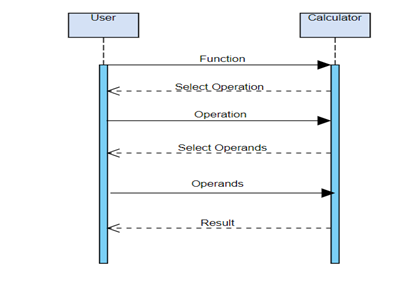 User
Calculator
Function
Select Operation
Operation
Select Operands
Operands
Result